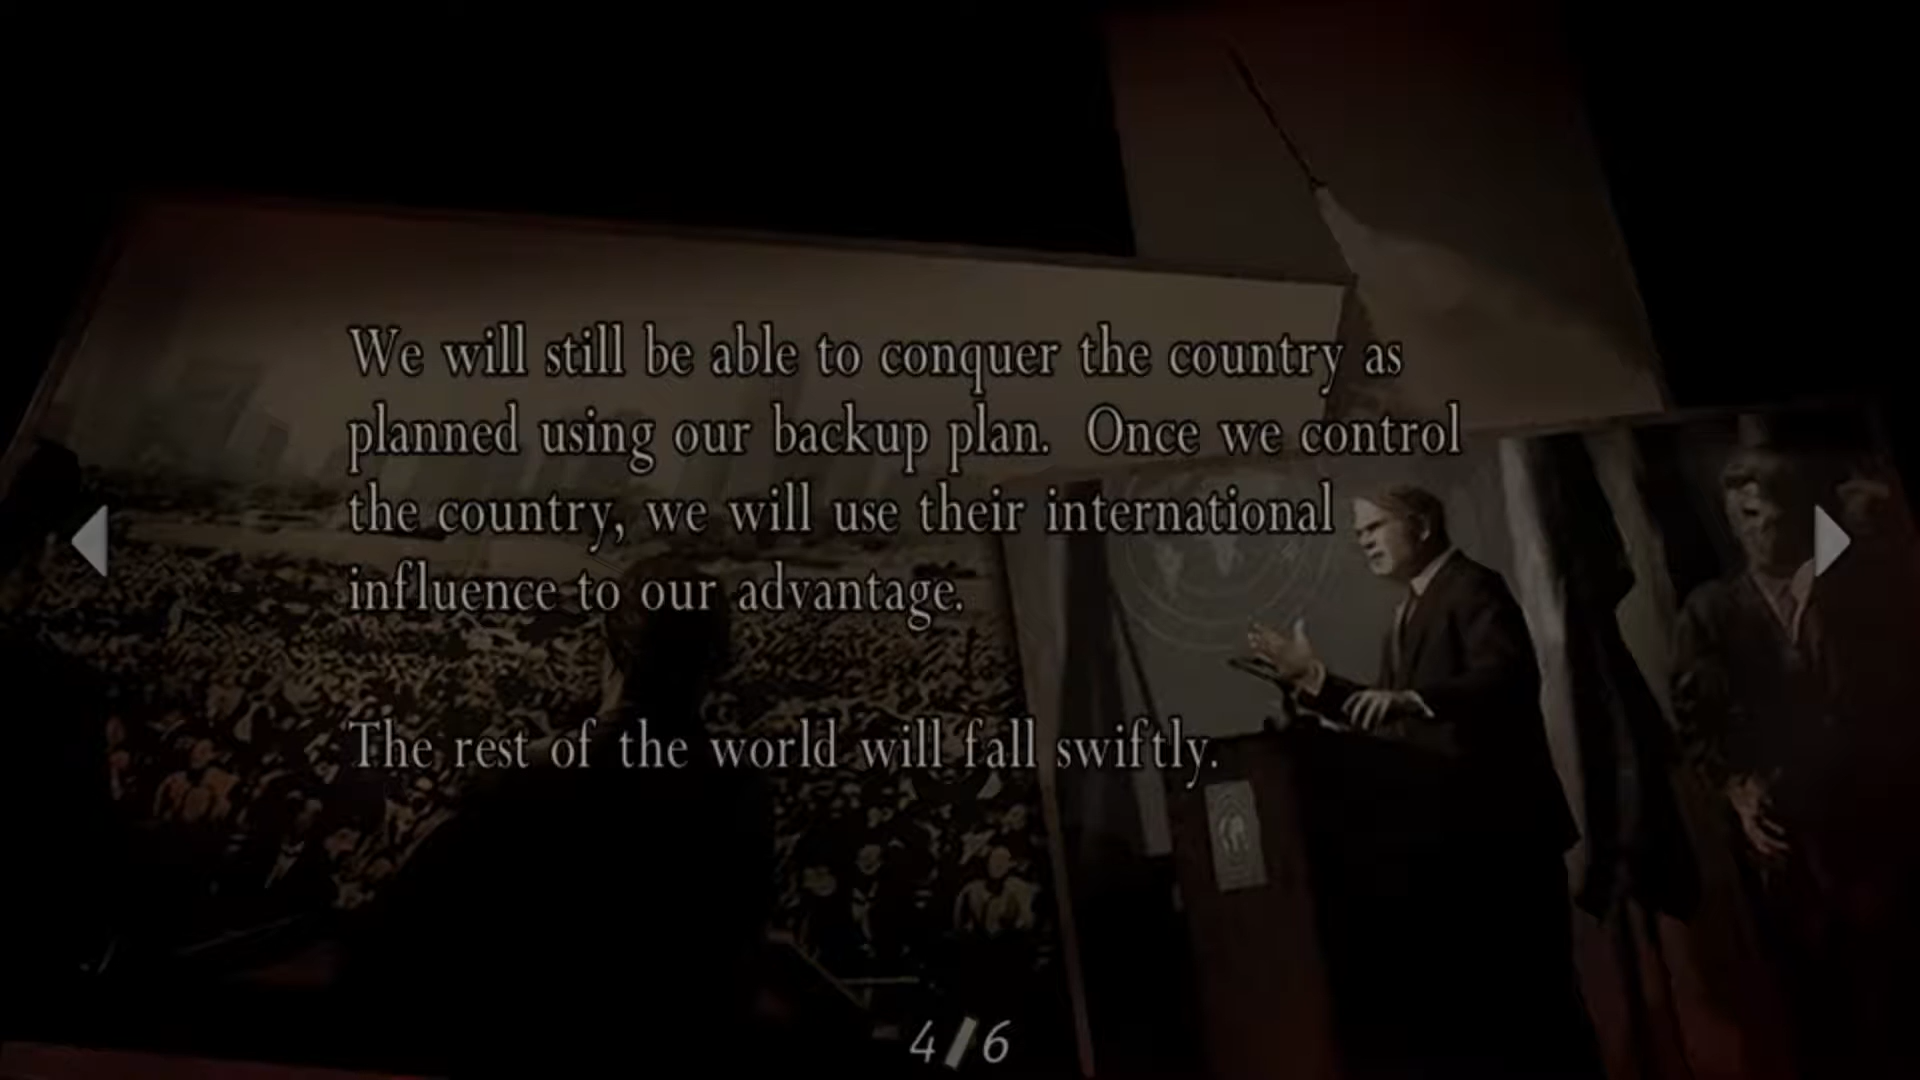 We will still be able to conquer the country as
planned using our backup plan.  Once we control
the country, we will use their international
influence to our advantage.
The rest of the world will fall swiftly.
4/6